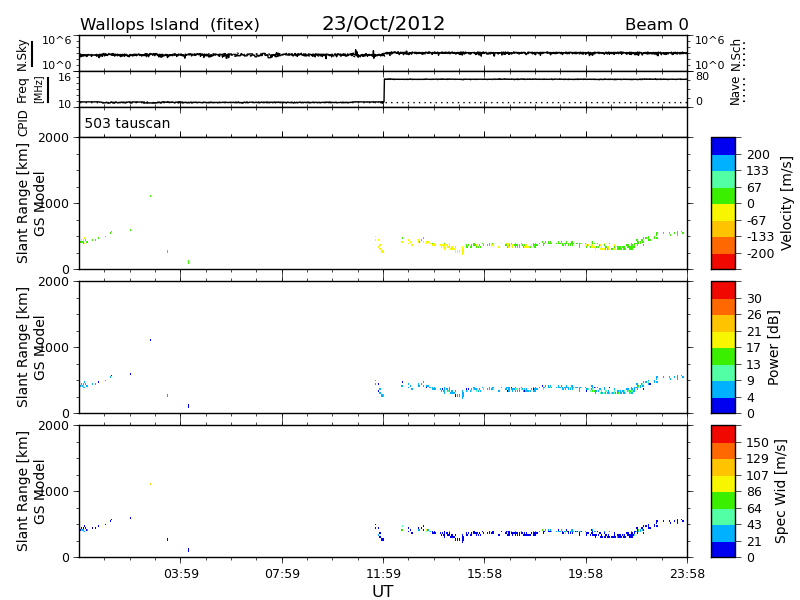 Wallops Island (fitex) 23/Oct/2012 Beam 0
N.Sky 10^6 10^0 10^6 10^0 N.Sch
Freq [MHz] 16 10 80 0 Nave
CPID 503 tauscan
Slant Range [km]
GS Model
2000
1000
0
200
133
67
0
-67
-133
-200
Velocity [m/s]
Slant Range [km]
GS Model
2000
1000
0
30
26
21
17
13
9
4
0
Power [dB]
Slant Range [km]
GS Model
2000
1000
0
150
129
107
86
64
43
21
0
Spec Wid [m/s]
03:59 07:59 11:59 15:58 19:58 23:58
UT